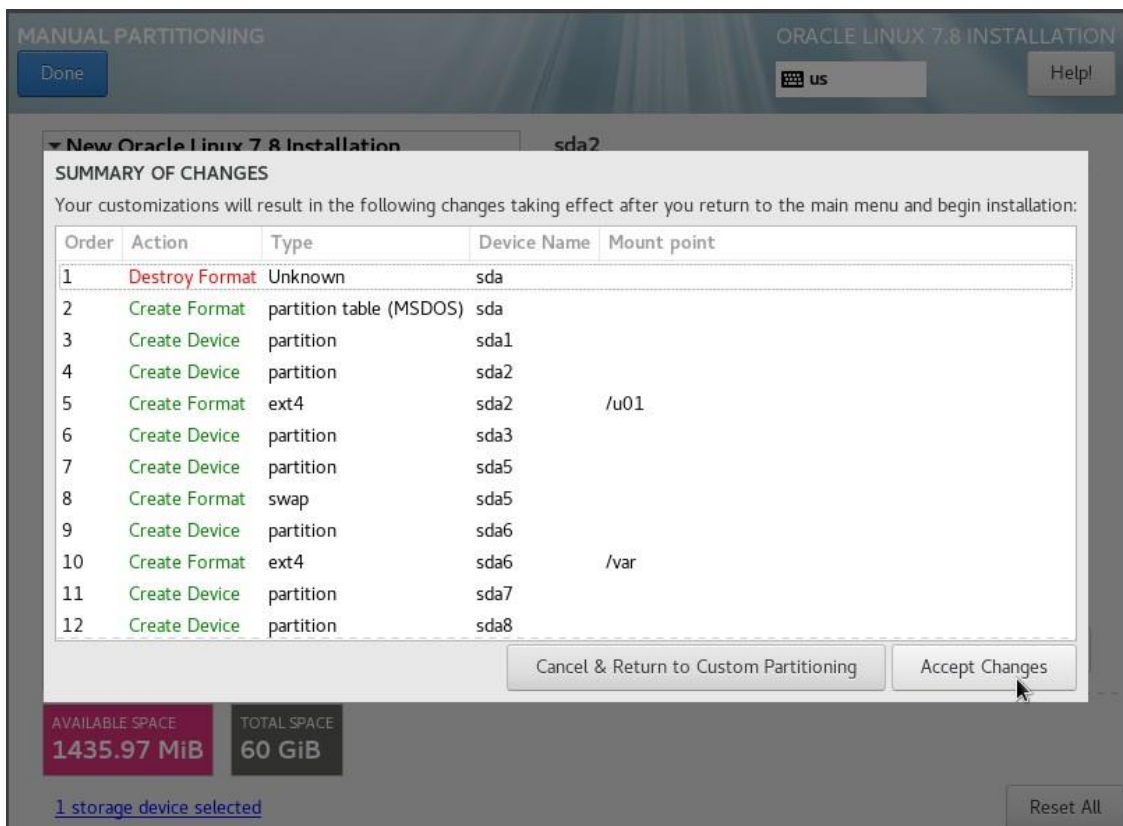 MANUAL PARTITIONING
ORACLE LINUX 7.8 INSTALLATION
Done
us
Help!
New Oracle Linux 7.8 Installation
sda2
SUMMARY OF CHANGES
Your customizations will result in the following changes taking effect after you return to the main menu and begin installation:
Order Action Type Device Name Mount point
1 Destroy Format Unknown sda
2 Create Format partition table (MSDOS) sda
3 Create Device partition sda1
4 Create Device partition sda2
5 Create Format ext4 sda2 /u01
6 Create Device partition sda3
7 Create Device partition sda5
8 Create Format swap sda5
9 Create Device partition sda6
10 Create Format ext4 sda6 /var
11 Create Device partition sda7
12 Create Device partition sda8
Cancel & Return to Custom Partitioning
Accept Changes
AVAILABLE SPACE
1435.97 MiB
TOTAL SPACE
60 GiB
1 storage device selected
Reset All